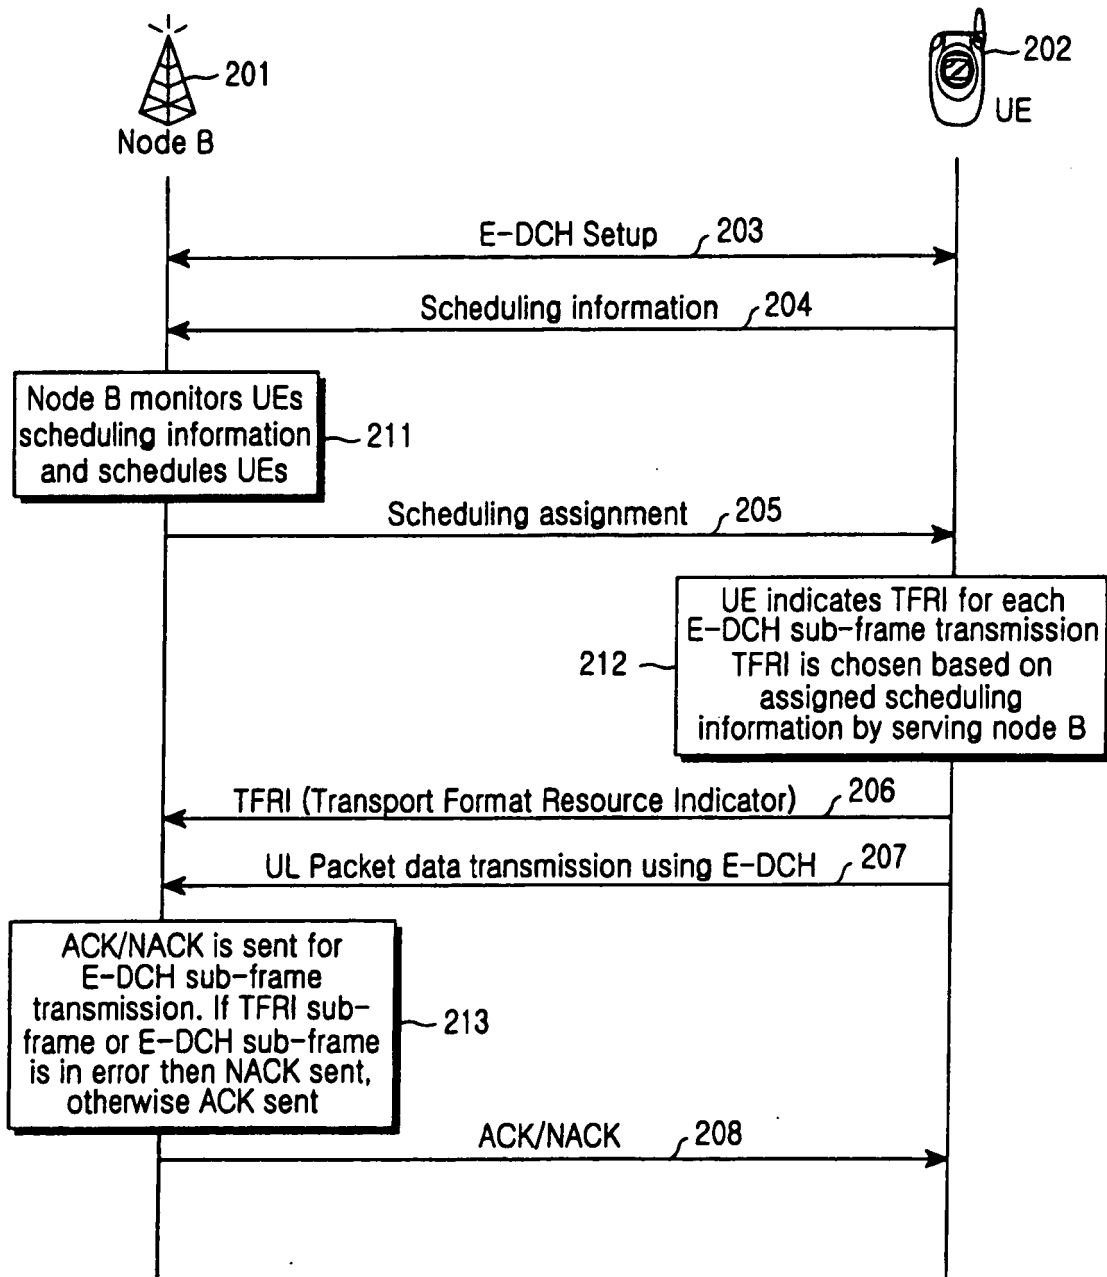 201
202
Node B
UE
E-DCH Setup 203
Scheduling information 204
Node B monitors UEs
scheduling information
and schedules UEs
211
Scheduling assignment 205
UE indicates TFRI for each
E-DCH sub-frame transmission
TFRI is chosen based on
assigned scheduling
information by serving node B
212
TFRI (Transport Format Resource Indicator) 206
UL Packet data transmission using E-DCH 207
ACK/NACK is sent for
E-DCH sub-frame
transmission. If TFRI sub-
frame or E-DCH sub-frame
is in error then NACK sent,
otherwise ACK sent
213
ACK/NACK 208